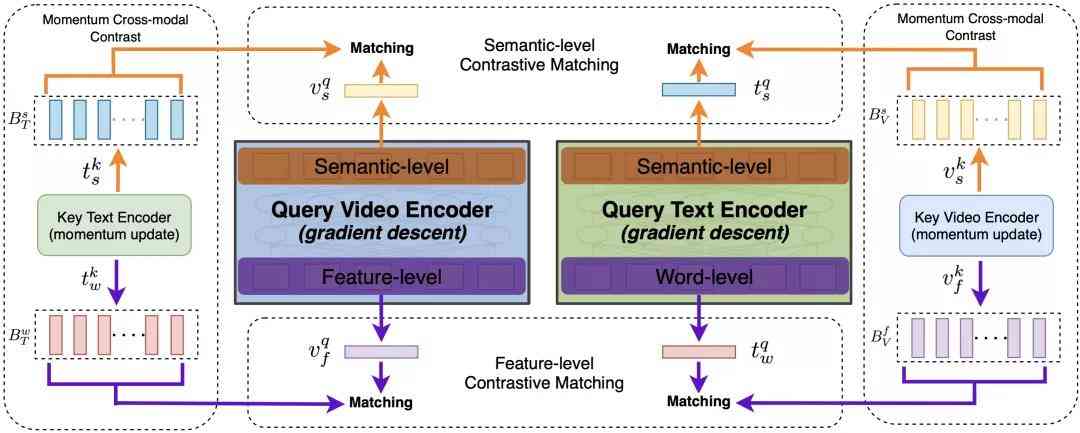 Momentum Cross-modal
Contrast
B_T^s
t_s^k
Key Text Encoder
(momentum update)
t_w^k
B_T^w
Matching
v_s^q
Semantic-level
Contrastive Matching
Matching
t_s^q
Semantic-level
Query Video Encoder
(gradient descent)
Feature-level
Semantic-level
Query Text Encoder
(gradient descent)
Word-level
v_f^q
Matching
Feature-level
Contrastive Matching
t_w^q
Matching
Momentum Cross-modal
Contrast
B_V^s
v_s^k
Key Video Encoder
(momentum update)
v_f^k
B_V^f